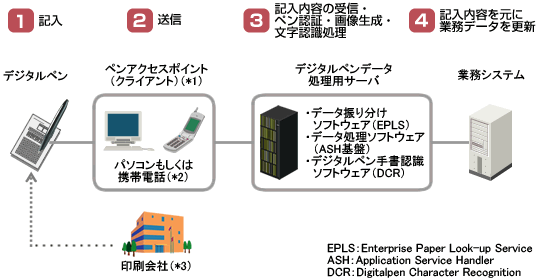 1 記入
2 送信
3 記入内容の受信・
ペン認証・画像生成・
文字認識処理
4 記入内容を元に
業務データを更新
デジタルペン
ペンアクセスポイント
(クライアント)(*1)
デジタルペンデータ
処理用サーバ
業務システム
パソコンもしくは
携帯電話(*2)
・データ振り分け
ソフトウェア(EPLS)
・データ処理ソフトウェア
(ASH基盤)
・デジタルペン手書認識
ソフトウェア(DCR)
印刷会社(*3)
EPLS:Enterprise Paper Look-up Service
ASH:Application Service Handler
DCR:Digitalpen Character Recognition